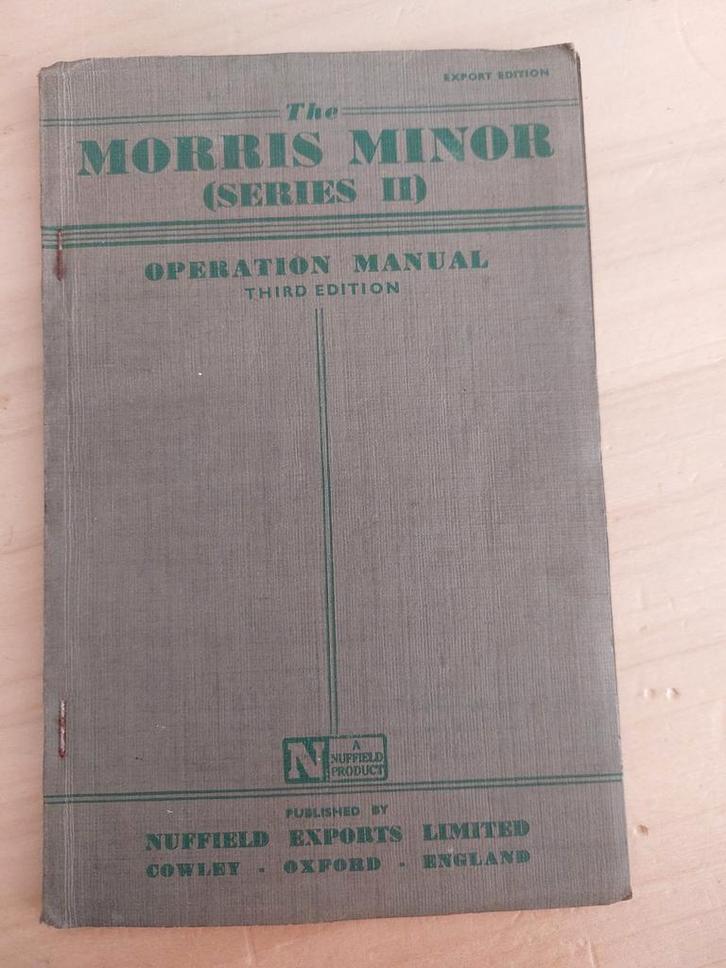 EXPORT EDITION
The
MORRIS MINOR
(SERIES II)
OPERATION MANUAL
THIRD EDITION
N
A
NUFFIELD
PRODUCT
PUBLISHED BY
NUFFIELD EXPORTS LIMITED
COWLEY · OXFORD · ENGLAND